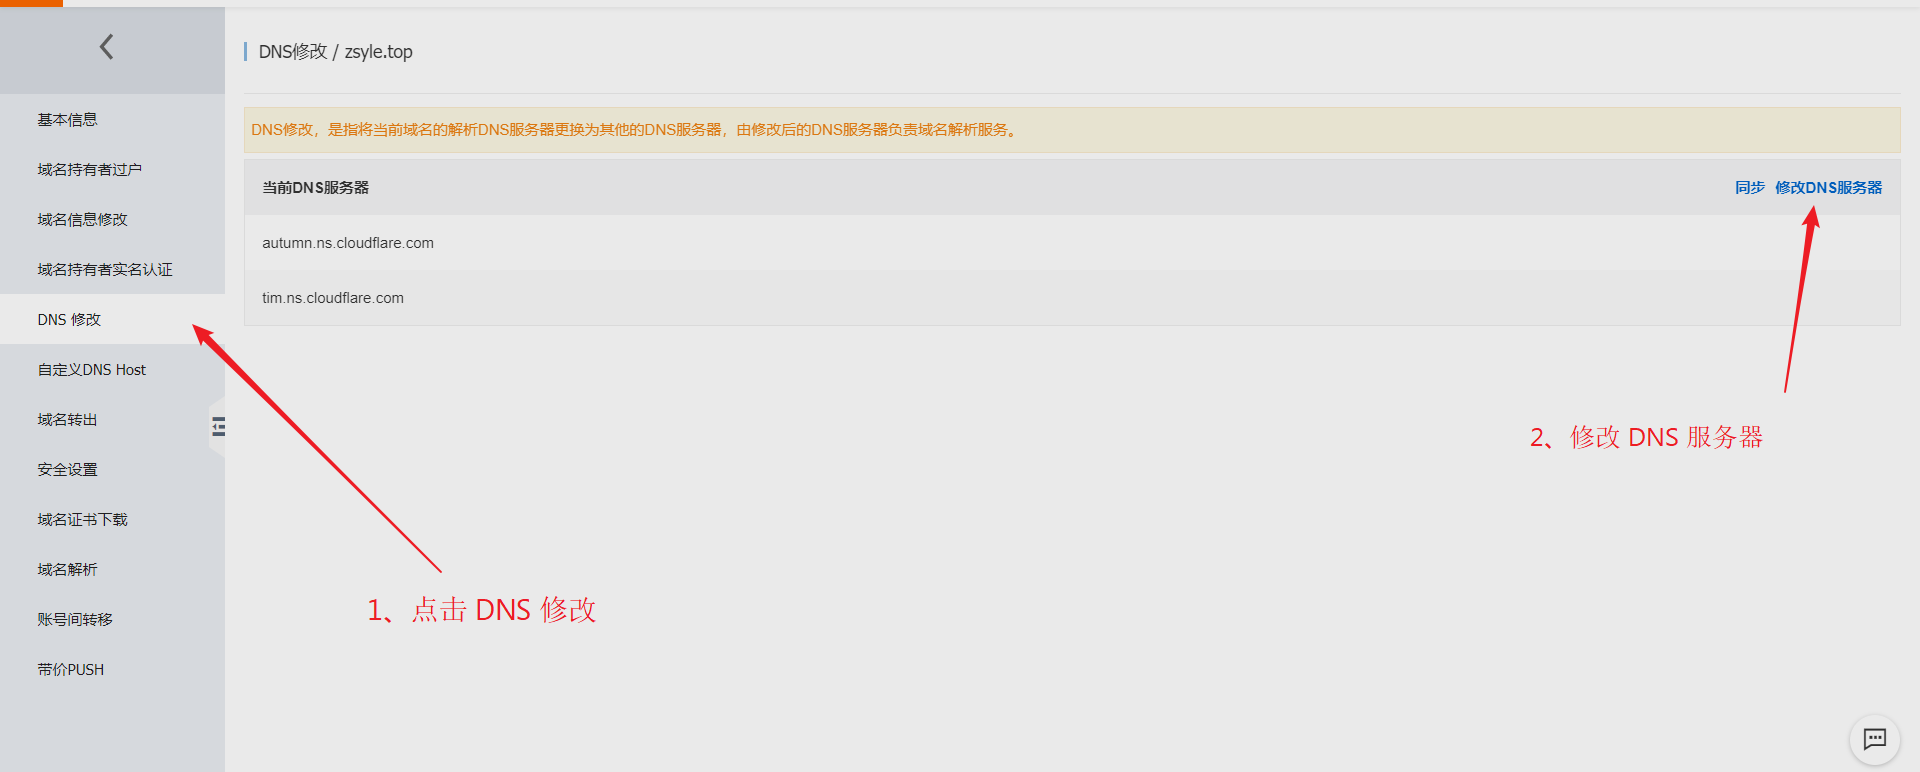 DNS修改 / zsyle.top
基本信息
域名持有者过户
域名信息修改
域名持有者实名认证
DNS 修改
自定义DNS Host
域名转出
安全设置
域名证书下载
域名解析
账号间转移
带价PUSH
DNS修改，是指将当前域名的解析DNS服务器更换为其他的DNS服务器，由修改后的DNS服务器负责域名解析服务。
当前DNS服务器
同步 修改DNS服务器
autumn.ns.cloudflare.com
tim.ns.cloudflare.com
2、修改 DNS 服务器
1、点击 DNS 修改